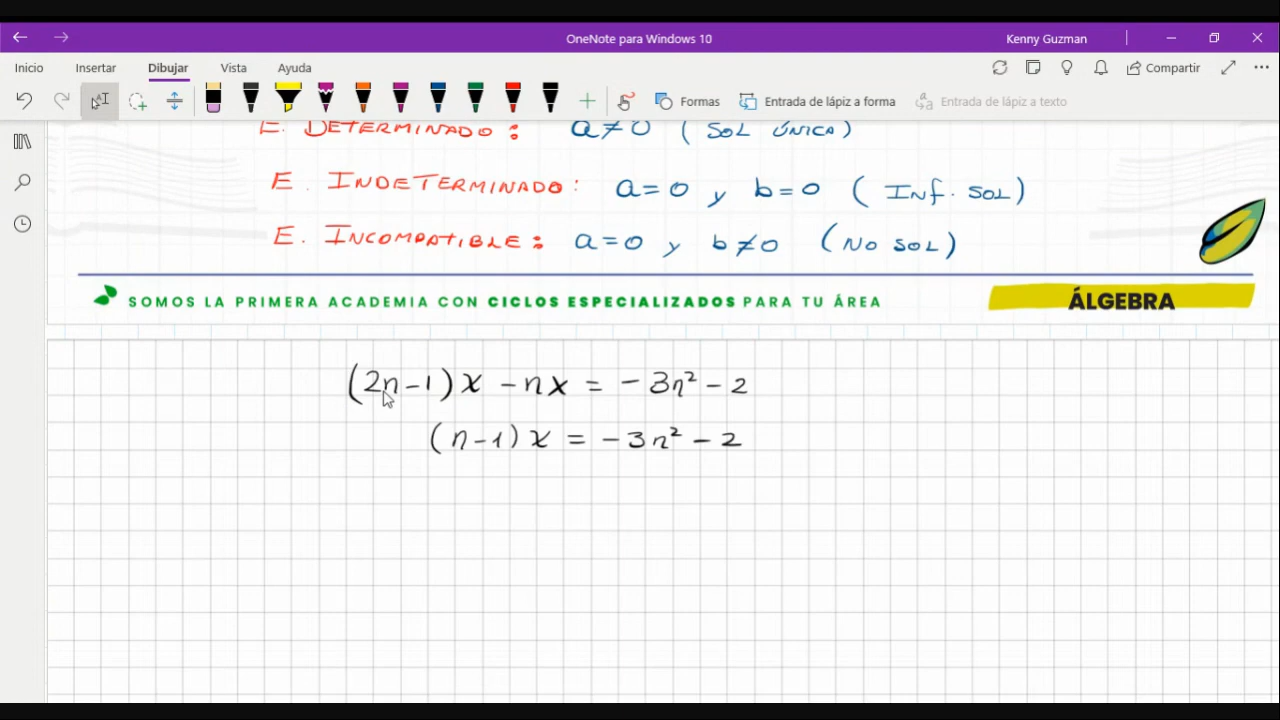 OneNote para Windows 10
Kenny Guzman
Inicio Insertar Dibujar Vista Ayuda
Compartir
Formas Entrada de lápiz a forma Entrada de lápiz a texto
E. DETERMINADO: a≠0 (SOL ÚNICA)
E. INDETERMINADO: a=0 y b=0 (Inf. SOL)
E. INCOMPATIBLE: a=0 y b≠0 (NO SOL)
SOMOS LA PRIMERA ACADEMIA CON CICLOS ESPECIALIZADOS PARA TU ÁREA
ÁLGEBRA
(2n-1)x - nx = -3n² - 2
(n-1)x = -3n² - 2